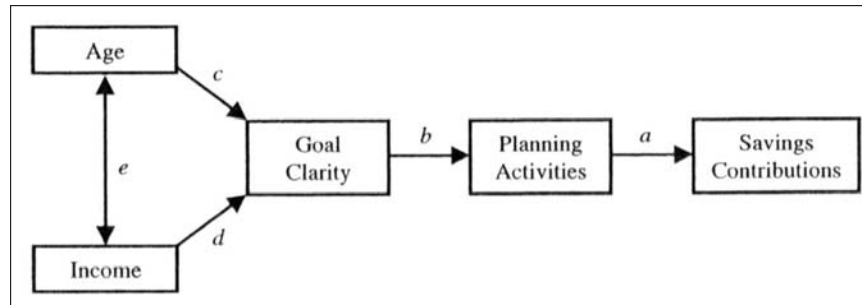 Age
c
Goal
Clarity
b
Planning
Activities
a
Savings
Contributions
e
d
Income